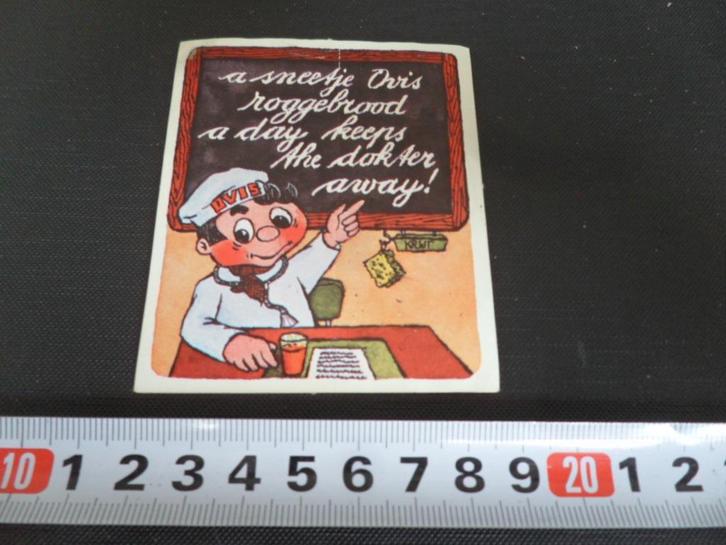 a sneetje Ovis
roggebrood
a day keeps
the dokter
away!
OVIS
KRIJT
10 1 2 3 4 5 6 7 8 9 20 1 2